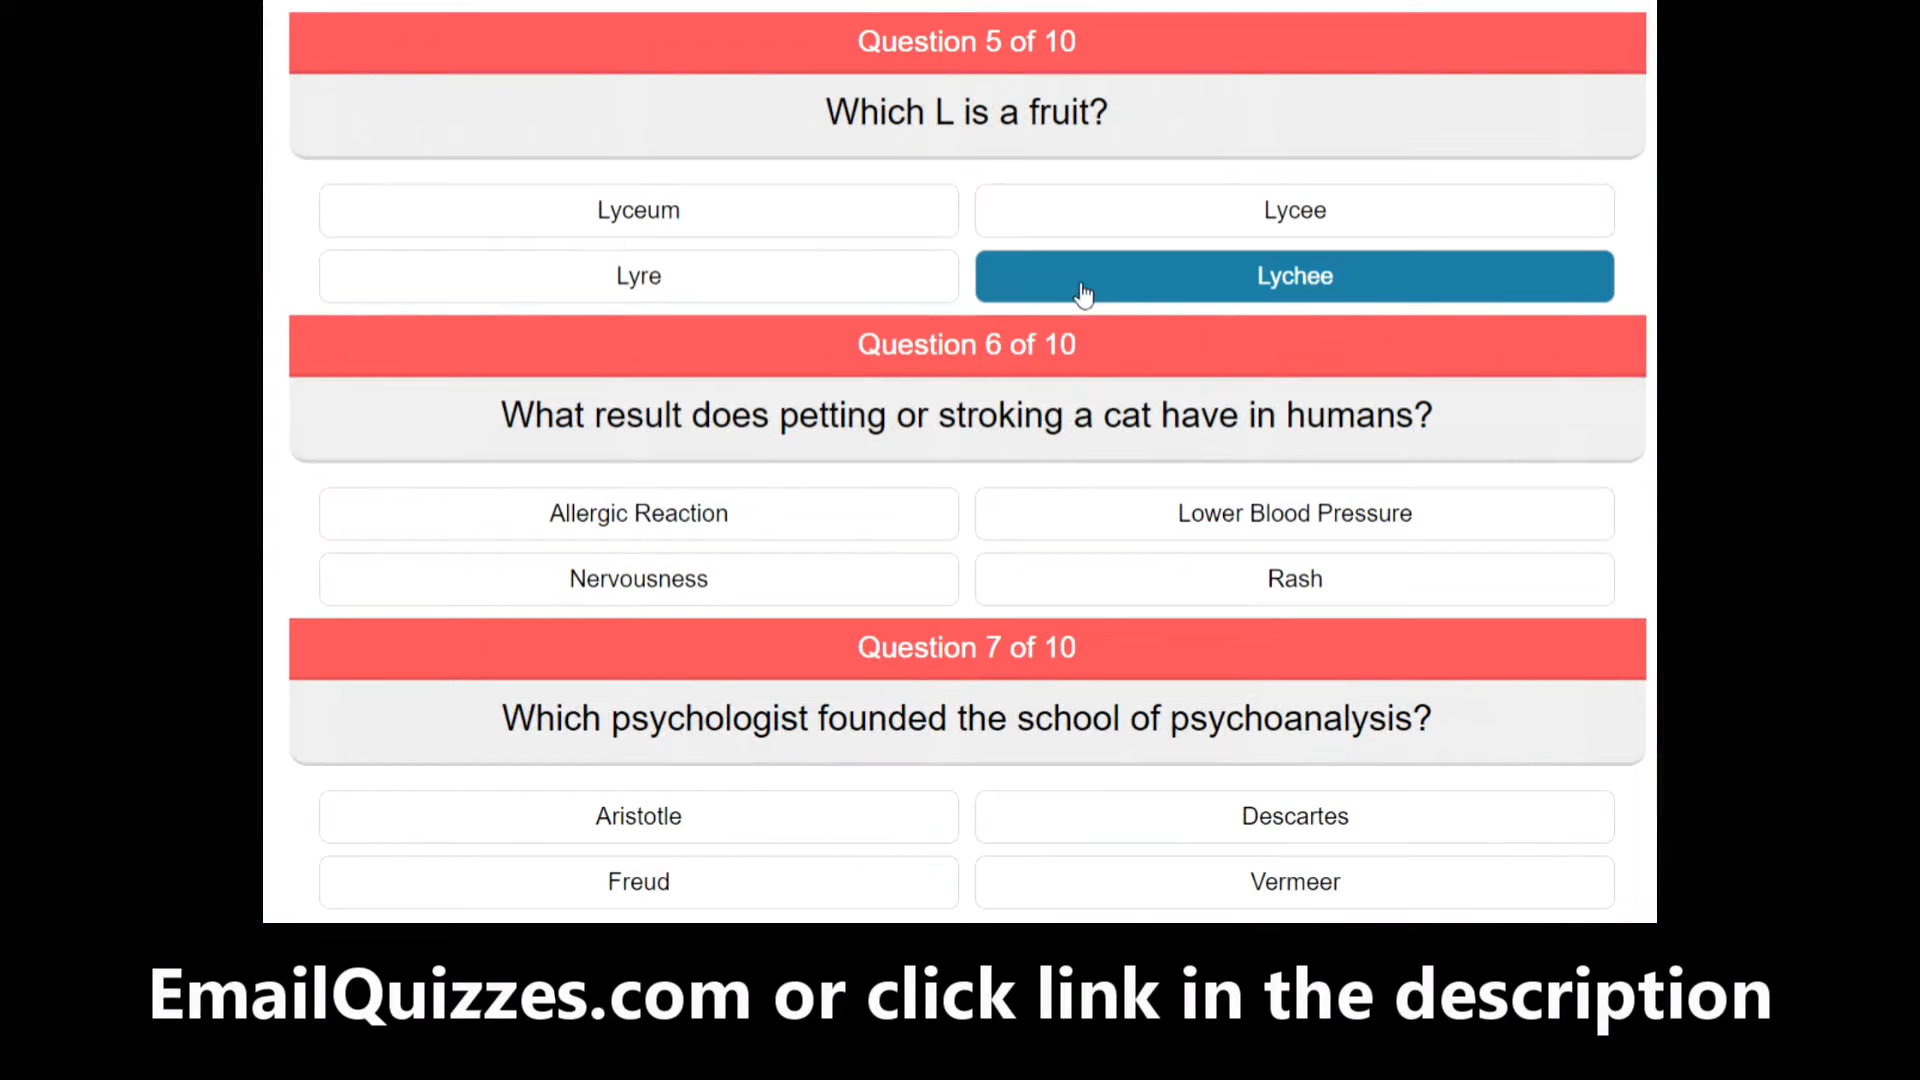 Question 5 of 10
Which L is a fruit?
Lyceum
Lycee
Lyre
Lychee
Question 6 of 10
What result does petting or stroking a cat have in humans?
Allergic Reaction
Lower Blood Pressure
Nervousness
Rash
Question 7 of 10
Which psychologist founded the school of psychoanalysis?
Aristotle
Descartes
Freud
Vermeer
EmailQuizzes.com or click link in the description